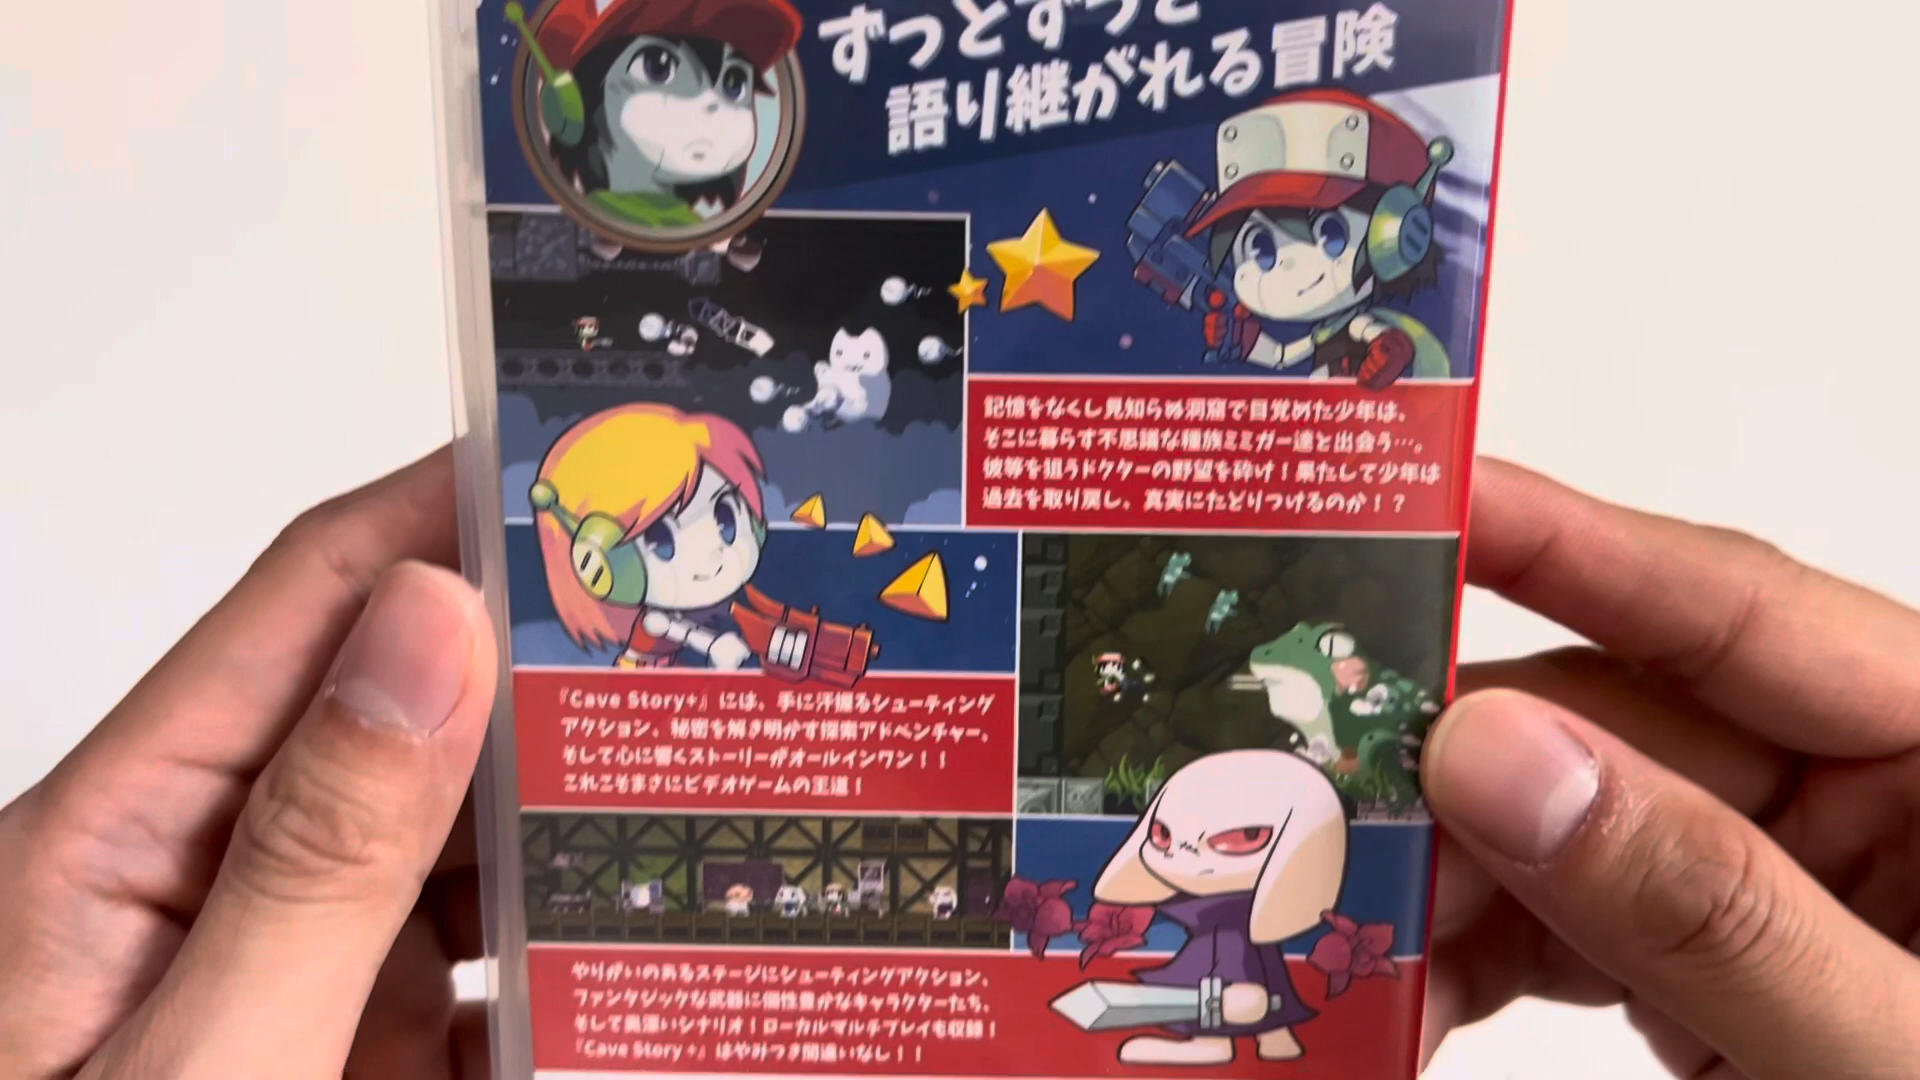 ずっとずっと
語り継がれる冒険
記憶をなくし見知らぬ洞窟で目覚めた少年は、
そこに暮らす不思議な種族ミミガー達と出会う…。
彼等を狙うドクターの野望を砕け！果たして少年は
過去を取り戻し、真実にたどりつけるのか！？
『Cave Story+』には、手に汗握るシューティング
アクション、秘密を解き明かす探索アドベンチャー、
そして心に響くストーリーがオールインワン！！
これこそまさにビデオゲームの王道！
やりがいのあるステージにシューティングアクション、
ファンタジックな武器に個性豊かなキャラクターたち、
そして奥深いシナリオ！ローカルマルチプレイも収録！
『Cave Story+』はやみつき間違いなし！！